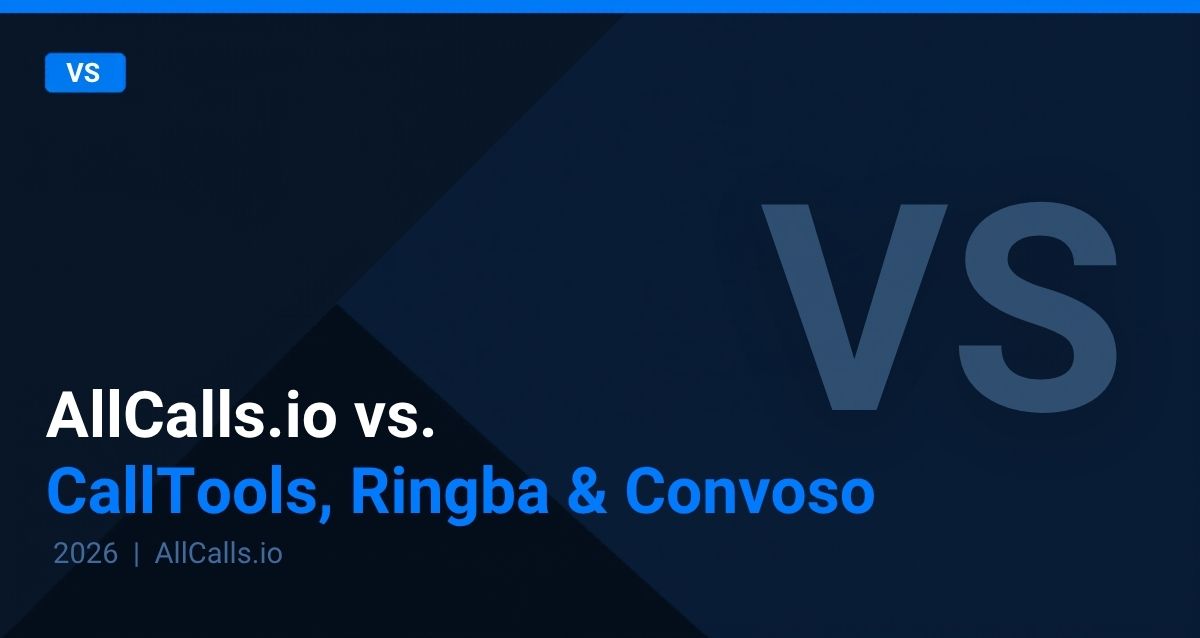 VS
VS
AllCalls.io vs.
CallTools, Ringba & Convoso
2026 | AllCalls.io